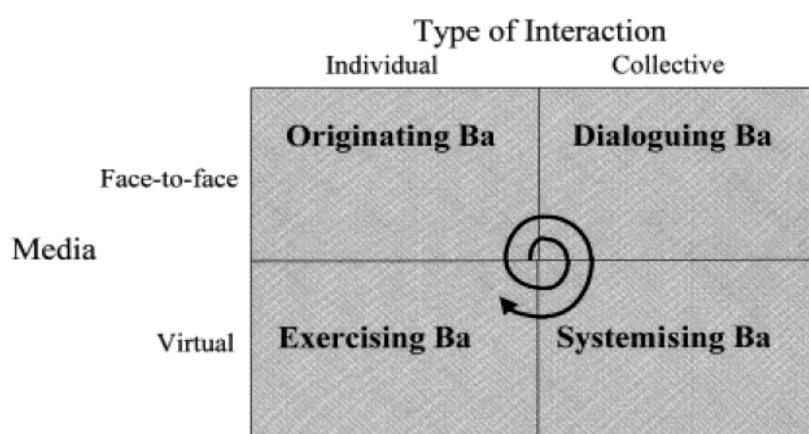 Type of Interaction
Individual Collective
Originating Ba Dialoguing Ba
Face-to-face
Media
Virtual Exercising Ba Systemising Ba